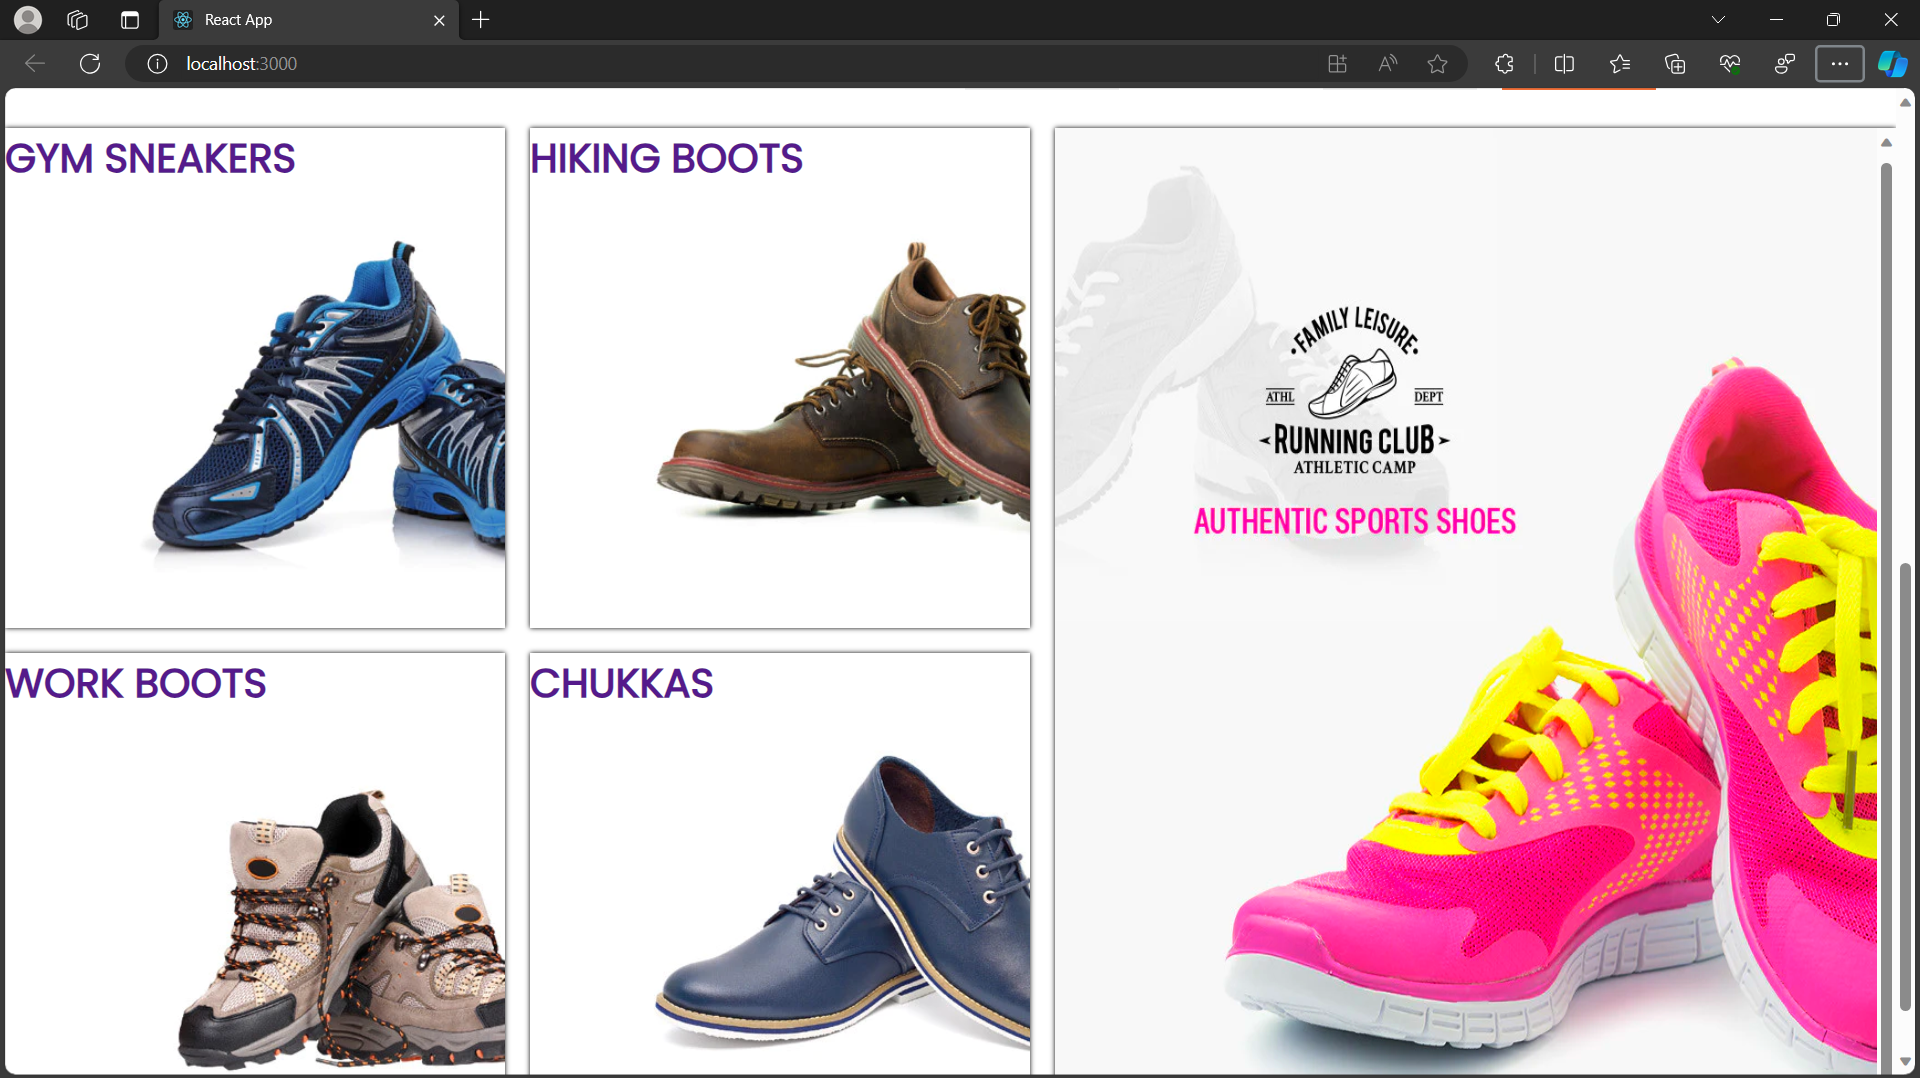 React App
localhost:3000
GYM SNEAKERS
HIKING BOOTS
·FAMILY LEISURE·
ATHL
DEPT
RUNNING CLUB
ATHLETIC CAMP
AUTHENTIC SPORTS SHOES
WORK BOOTS
CHUKKAS